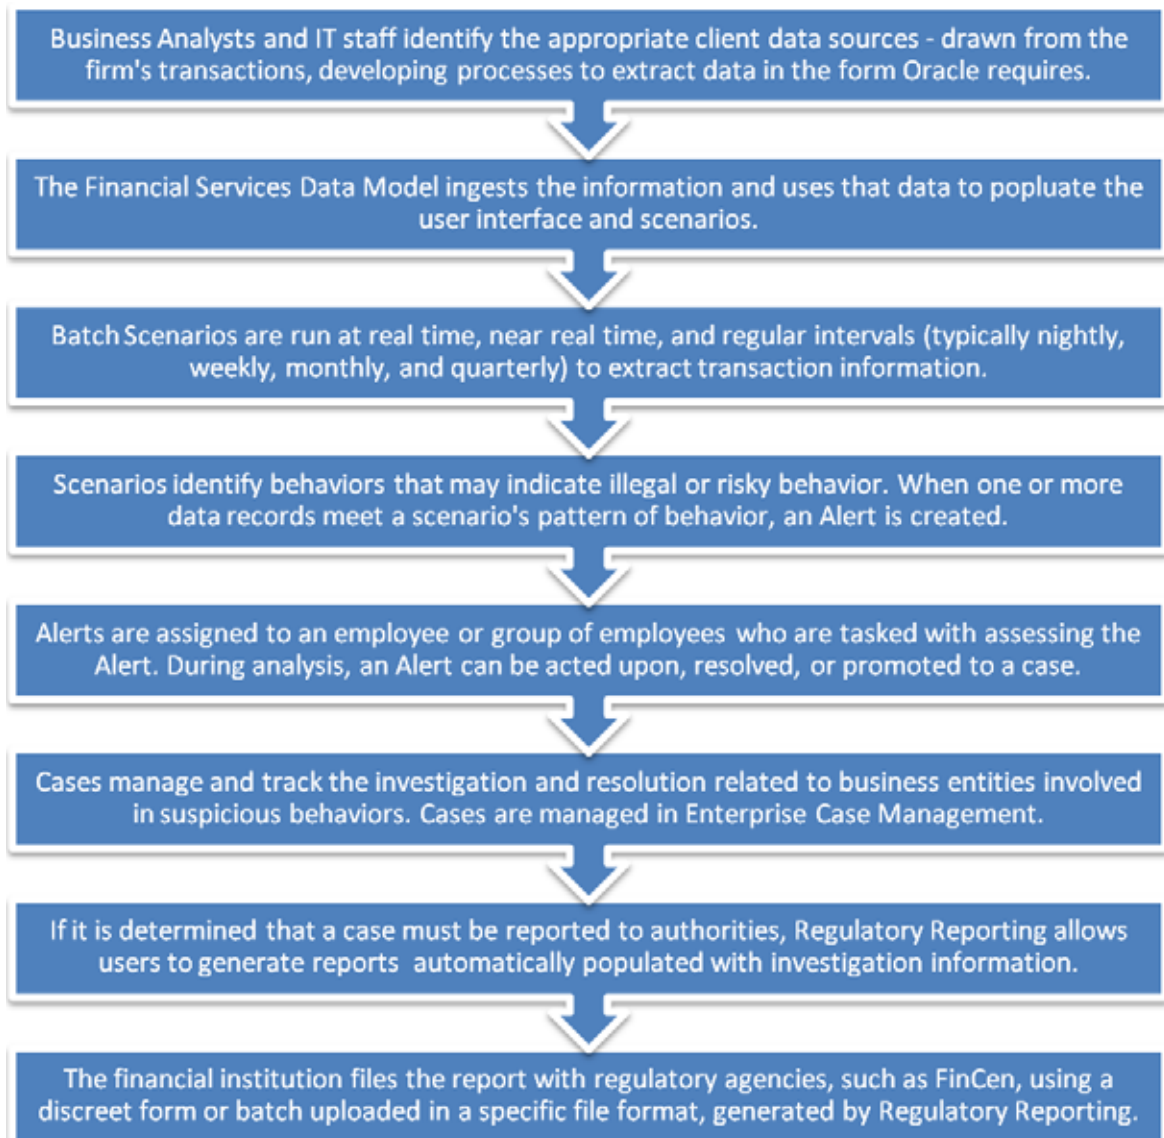 Business Analysts and IT staff identify the appropriate client data sources - drawn from the
firm's transactions, developing processes to extract data in the form Oracle requires.
The Financial Services Data Model ingests the information and uses that data to popluate the
user interface and scenarios.
Batch Scenarios are run at real time, near real time, and regular intervals (typically nightly,
weekly, monthly, and quarterly) to extract transaction information.
Scenarios identify behaviors that may indicate illegal or risky behavior. When one or more
data records meet a scenario's pattern of behavior, an Alert is created.
Alerts are assigned to an employee or group of employees who are tasked with assessing the
Alert. During analysis, an Alert can be acted upon, resolved, or promoted to a case.
Cases manage and track the investigation and resolution related to business entities involved
in suspicious behaviors. Cases are managed in Enterprise Case Management.
If it is determined that a case must be reported to authorities, Regulatory Reporting allows
users to generate reports automatically populated with investigation information.
The financial institution files the report with regulatory agencies, such as FinCen, using a
discreet form or batch uploaded in a specific file format, generated by Regulatory Reporting.